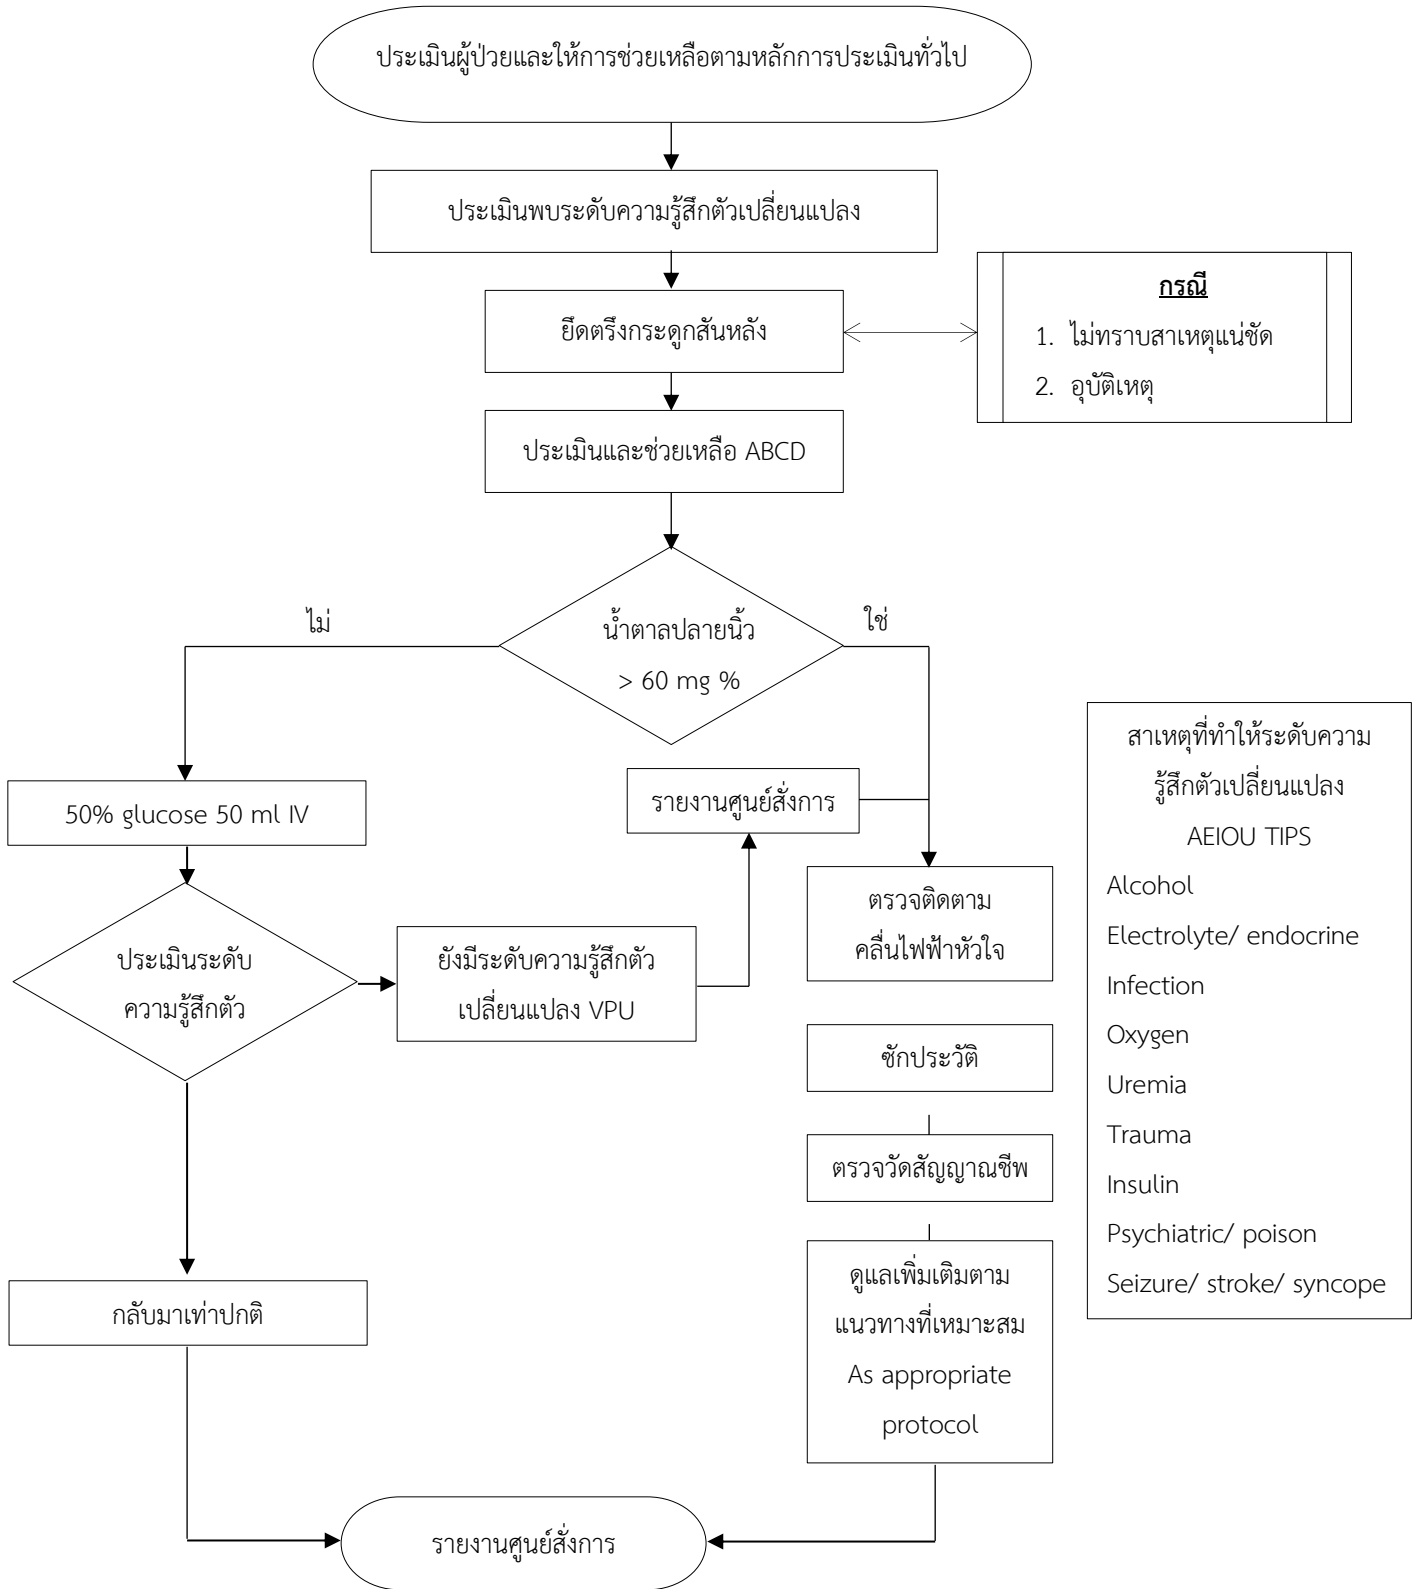 ประเมินผู้ป่วยและให้การช่วยเหลือตามหลักการประเมินทั่วไป
ประเมินพบระดับความรู้สึกตัวเปลี่ยนแปลง
ยึดตรึงกระดูกสันหลัง
กรณี
1. ไม่ทราบสาเหตุแน่ชัด
2. อุบัติเหตุ
ประเมินและช่วยเหลือ ABCD
น้ำตาลปลายนิ้ว
> 60 mg %
ไม่
ใช่
50% glucose 50 ml IV
รายงานศูนย์สั่งการ
ประเมินระดับ
ความรู้สึกตัว
ยังมีระดับความรู้สึกตัว
เปลี่ยนแปลง VPU
ตรวจติดตาม
คลื่นไฟฟ้าหัวใจ
ซักประวัติ
ตรวจวัดสัญญาณชีพ
ดูแลเพิ่มเติมตาม
แนวทางที่เหมาะสม
As appropriate
protocol
กลับมาเท่าปกติ
รายงานศูนย์สั่งการ
สาเหตุที่ทำให้ระดับความ
รู้สึกตัวเปลี่ยนแปลง
AEIOU TIPS
Alcohol
Electrolyte/ endocrine
Infection
Oxygen
Uremia
Trauma
Insulin
Psychiatric/ poison
Seizure/ stroke/ syncope